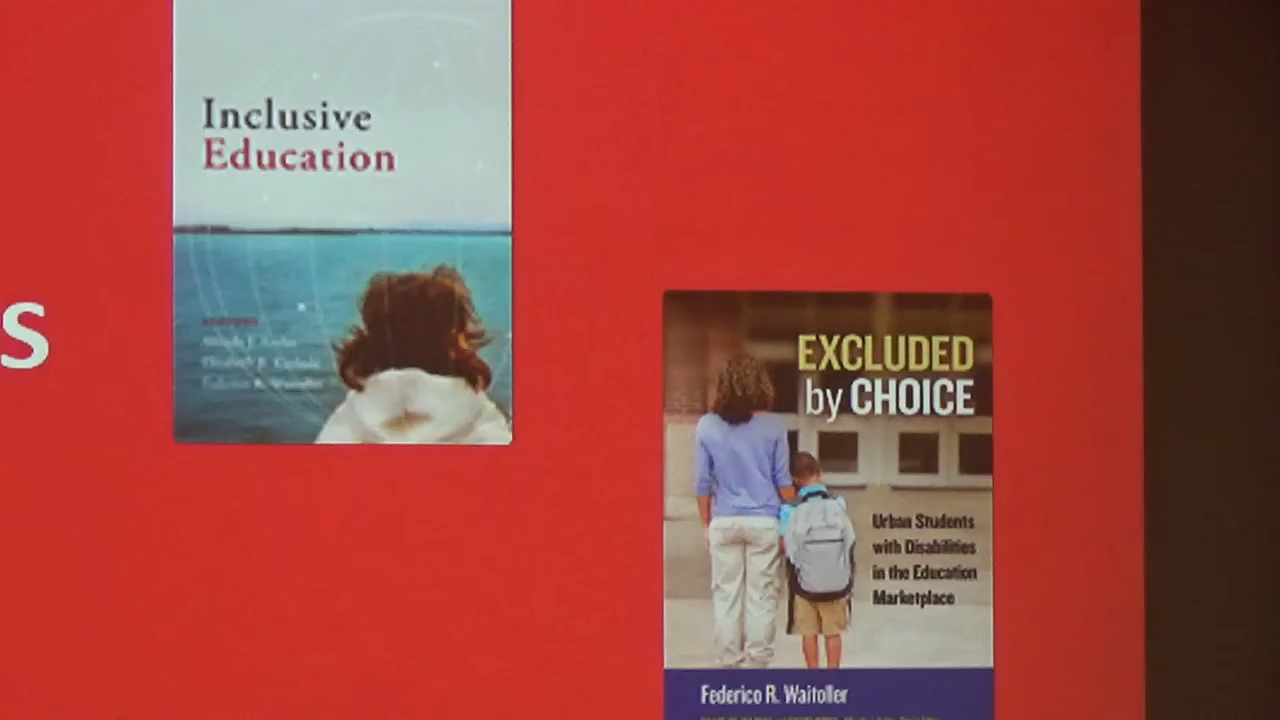 Inclusive
Education
S
EXCLUDED
by CHOICE
Urban Students
with Disabilities
in the Education
Marketplace
Federico R. Waitoller